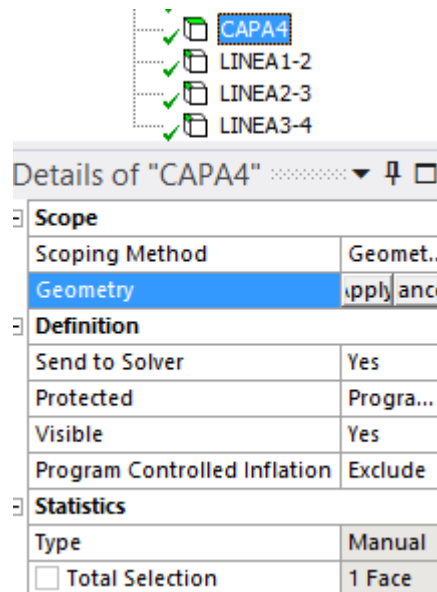 CAPA4
LINEA1-2
LINEA2-3
LINEA3-4
Details of "CAPA4"
Scope
Scoping Method Geomet..
Geometry Apply
Definition
Send to Solver Yes
Protected Progra...
Visible Yes
Program Controlled Inflation Exclude
Statistics
Type Manual
Total Selection 1 Face